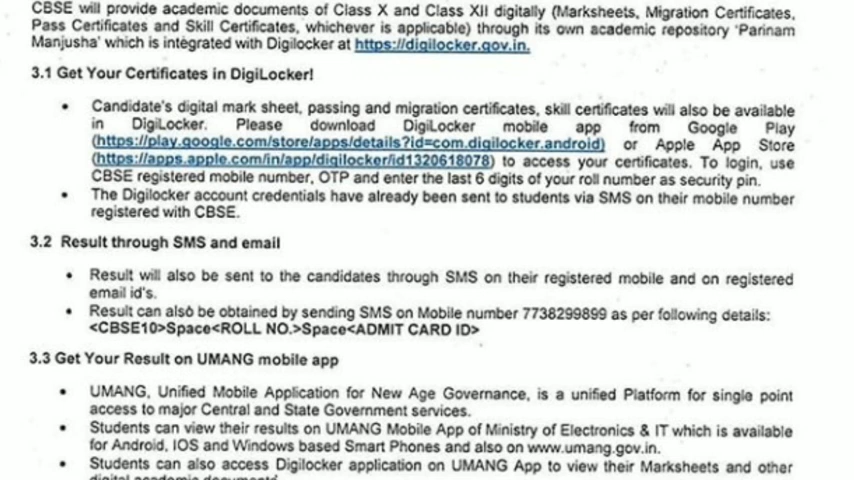 CBSE will provide academic documents of Class X and Class XII digitally (Marksheets, Migration Certificates,
Pass Certificates and Skill Certificates, whichever is applicable) through its own academic repository 'Parinam
Manjusha' which is integrated with Digilocker at https://digilocker.gov.in.
3.1 Get Your Certificates in DigiLocker!
• Candidate's digital mark sheet, passing and migration certificates, skill certificates will also be available
in DigiLocker. Please download DigiLocker mobile app from Google Play
(https://play.google.com/store/apps/details?id=com.digilocker.android) or Apple App Store
(https://apps.apple.com/in/app/digilocker/id1320618078) to access your certificates. To login, use
CBSE registered mobile number, OTP and enter the last 6 digits of your roll number as security pin.
• The Digilocker account credentials have already been sent to students via SMS on their mobile number
registered with CBSE.
3.2 Result through SMS and email
• Result will also be sent to the candidates through SMS on their registered mobile and on registered
email id's.
• Result can also be obtained by sending SMS on Mobile number 7738299899 as per following details:
<CBSE10>Space<ROLL NO.>Space<ADMIT CARD ID>
3.3 Get Your Result on UMANG mobile app
• UMANG, Unified Mobile Application for New Age Governance, is a unified Platform for single point
access to major Central and State Government services.
• Students can view their results on UMANG Mobile App of Ministry of Electronics & IT which is available
for Android, IOS and Windows based Smart Phones and also on www.umang.gov.in.
• Students can also access Digilocker application on UMANG App to view their Marksheets and other
digital academic documents